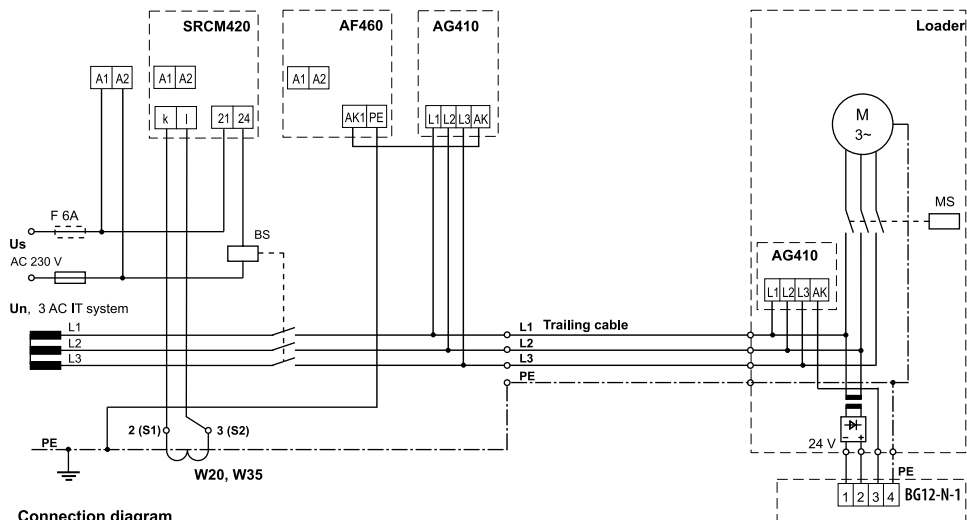 SRCM420
AF460
AG410
Loader
A1 A2
A1 A2
A1 A2
k l
21 24
AK1 PE
L1 L2 L3 AK
M
3~
F 6A
MS
Us
BS
AC 230 V
AG410
L1 L2 L3 AK
Un, 3 AC IT system
L1
L2
L3
L1 Trailing cable
L2
L3
PE
2 (S1)
3 (S2)
PE
W20, W35
24 V
- +
PE
1 2 3 4
BG12-N-1
Connection diagram